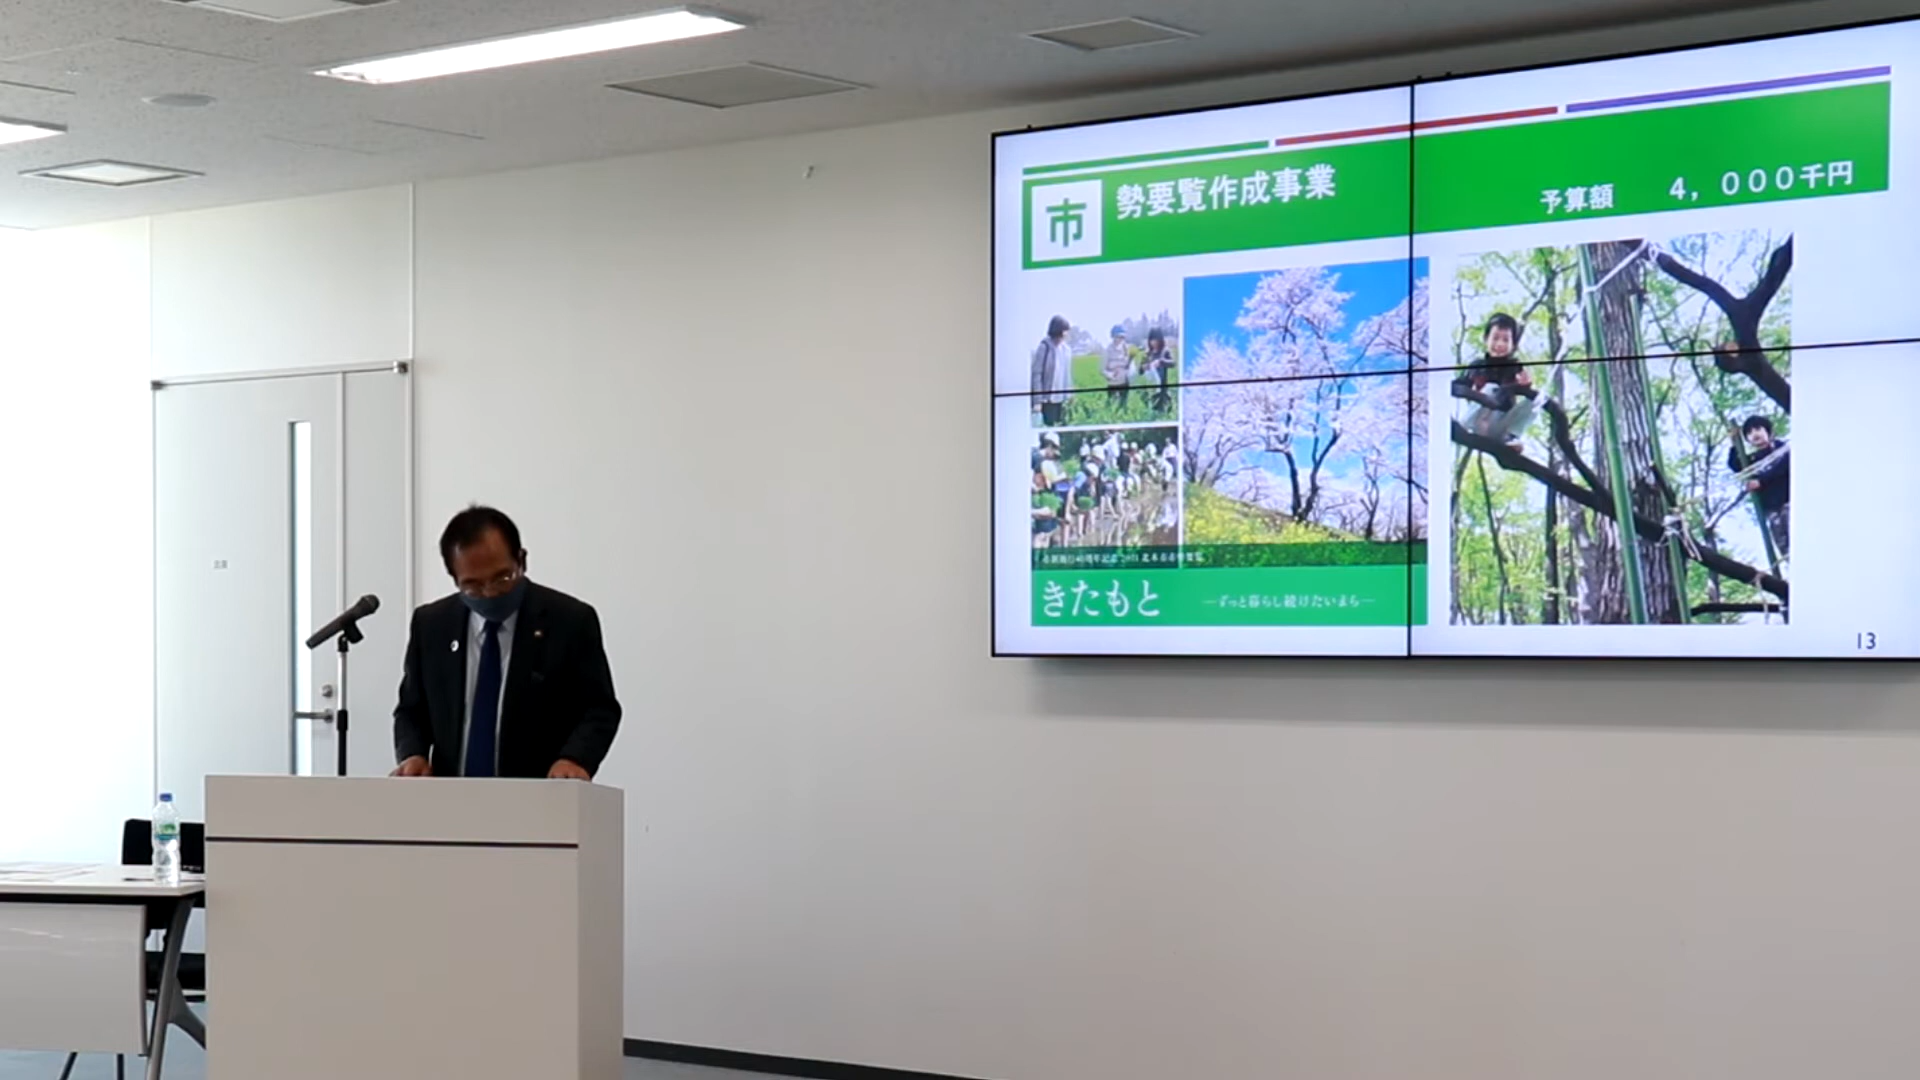 市 勢要覧作成事業
予算額 4，000千円
きたもと
―ずっと暮らし続けたいまち―
13